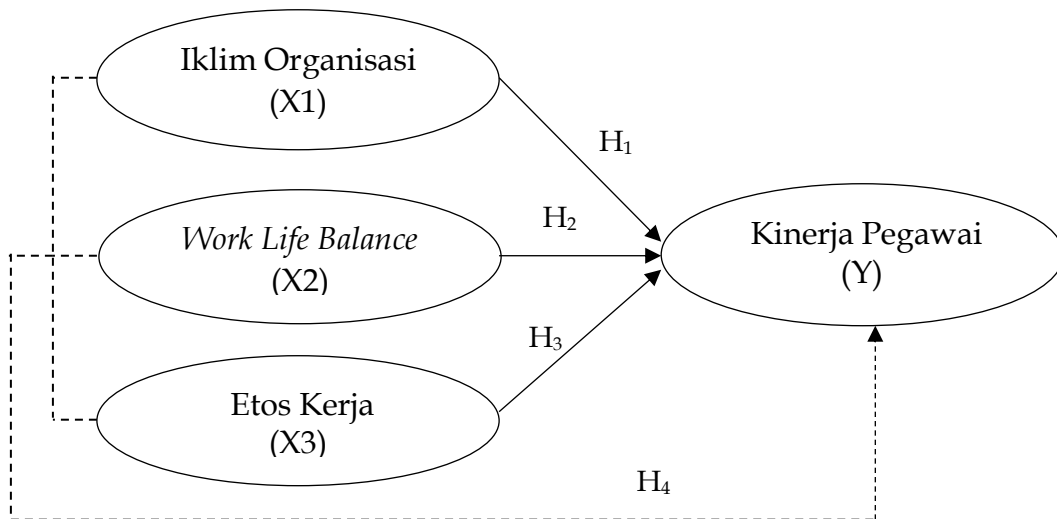 Iklim Organisasi
(X1)
H₁
Work Life Balance
(X2)
H₂
Kinerja Pegawai
(Y)
H₃
Etos Kerja
(X3)
H₄